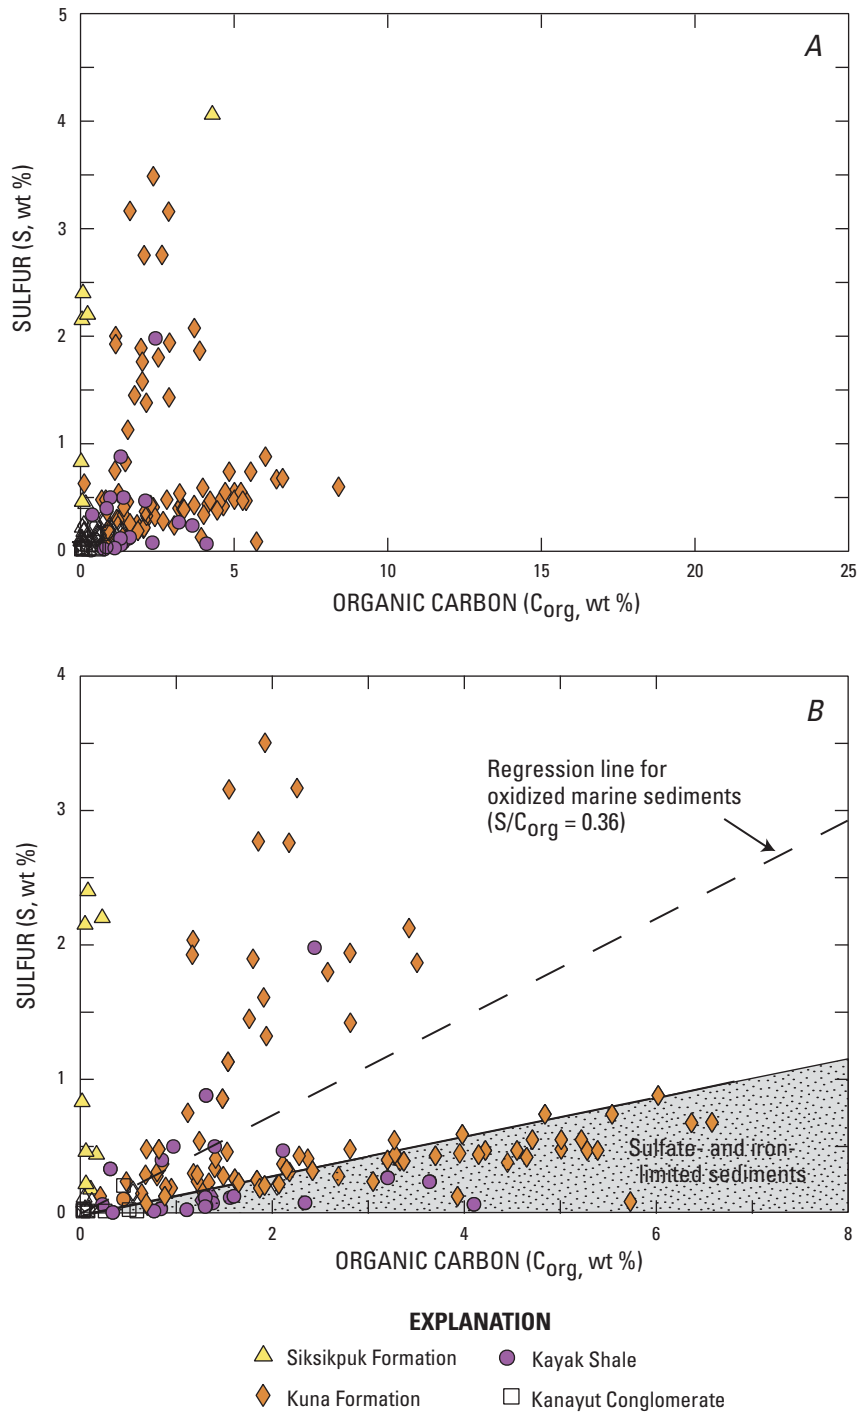 A
SULFUR (S, wt %)
5
4
3
2
1
0
0 5 10 15 20 25
ORGANIC CARBON (Corg, wt %)
B
SULFUR (S, wt %)
4
3
2
1
0
Regression line for
oxidized marine sediments
(S/Corg = 0.36)
Sulfate- and iron-
limited sediments
0 2 4 6 8
ORGANIC CARBON (Corg, wt %)
EXPLANATION
Siksikpuk Formation Kayak Shale
Kuna Formation Kanayut Conglomerate